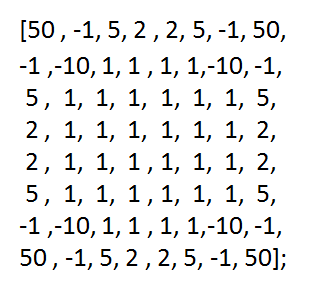 [50 , -1, 5, 2 , 2, 5, -1, 50,
-1 ,-10, 1, 1 , 1, 1,-10, -1,
5 , 1, 1, 1, 1, 1, 1, 5,
2 , 1, 1, 1, 1, 1, 1, 2,
2 , 1, 1, 1, 1, 1, 1, 2,
5 , 1, 1, 1 , 1, 1, 1, 5,
-1 ,-10, 1, 1 , 1, 1,-10, -1,
50 , -1, 5, 2 , 2, 5, -1, 50];